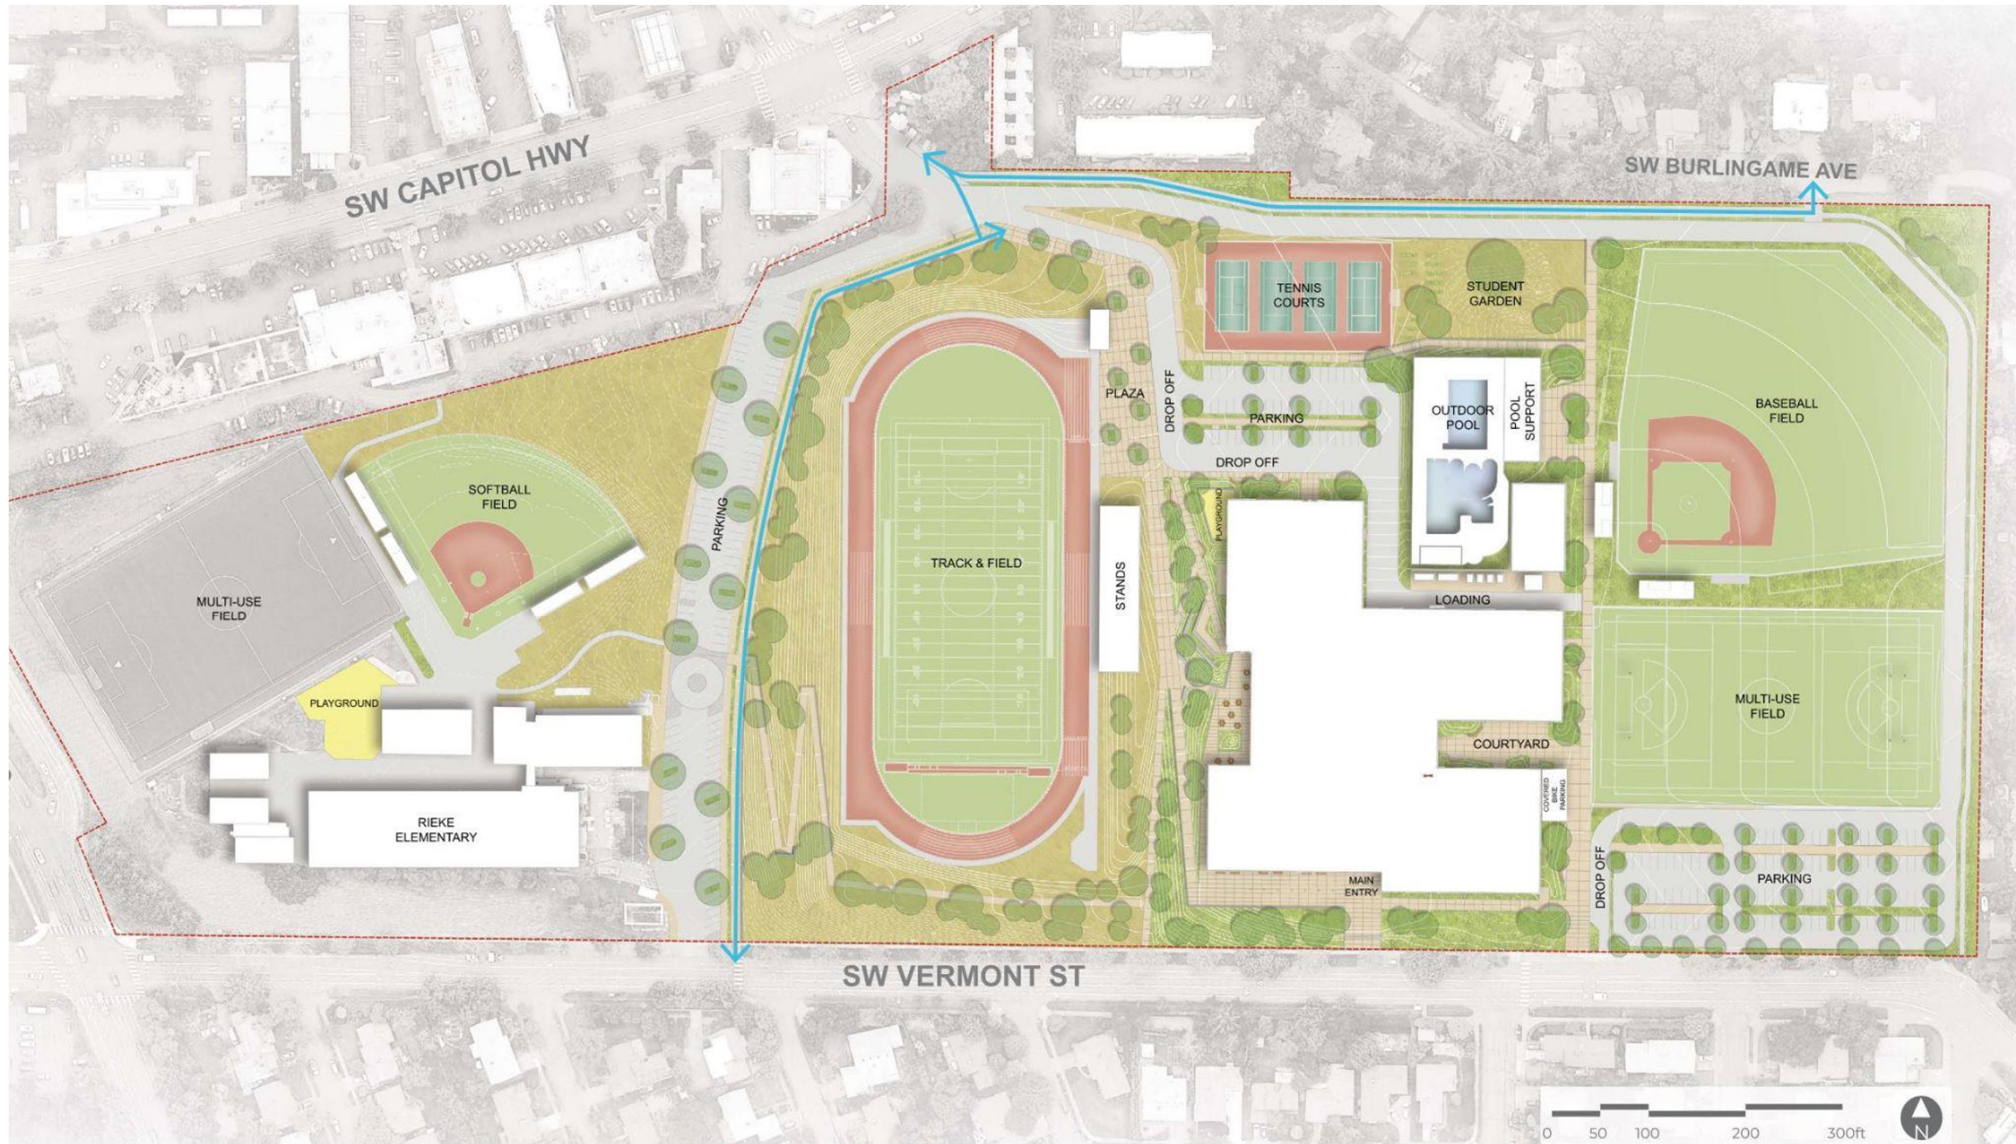 SW CAPITOL HWY
SW BURLINGAME AVE
TENNIS
COURTS
STUDENT
GARDEN
PLAZA
DROP OFF
PARKING
OUTDOOR
POOL
POOL
SUPPORT
BASEBALL
FIELD
DROP OFF
SOFTBALL
FIELD
PARKING
PLAYGROUND
TRACK & FIELD
STANDS
LOADING
MULTI-USE
FIELD
PLAYGROUND
MULTI-USE
FIELD
COURTYARD
COVERED
BIKE
PARKING
RIEKE
ELEMENTARY
MAIN
ENTRY
DROP OFF
PARKING
SW VERMONT ST
0 50 100 200 300ft
N